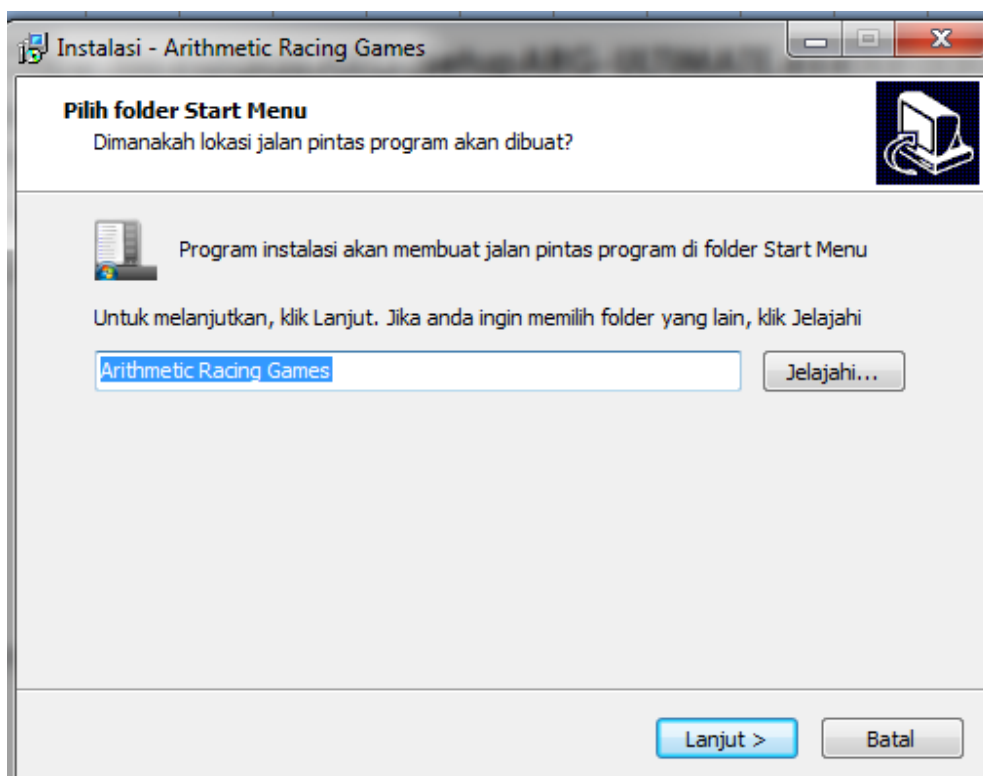 Instalasi - Arithmetic Racing Games
Pilih folder Start Menu
Dimanakah lokasi jalan pintas program akan dibuat?
Program instalasi akan membuat jalan pintas program di folder Start Menu
Untuk melanjutkan, klik Lanjut. Jika anda ingin memilih folder yang lain, klik Jelajahi
Arithmetic Racing Games
Jelajahi...
Lanjut >
Batal